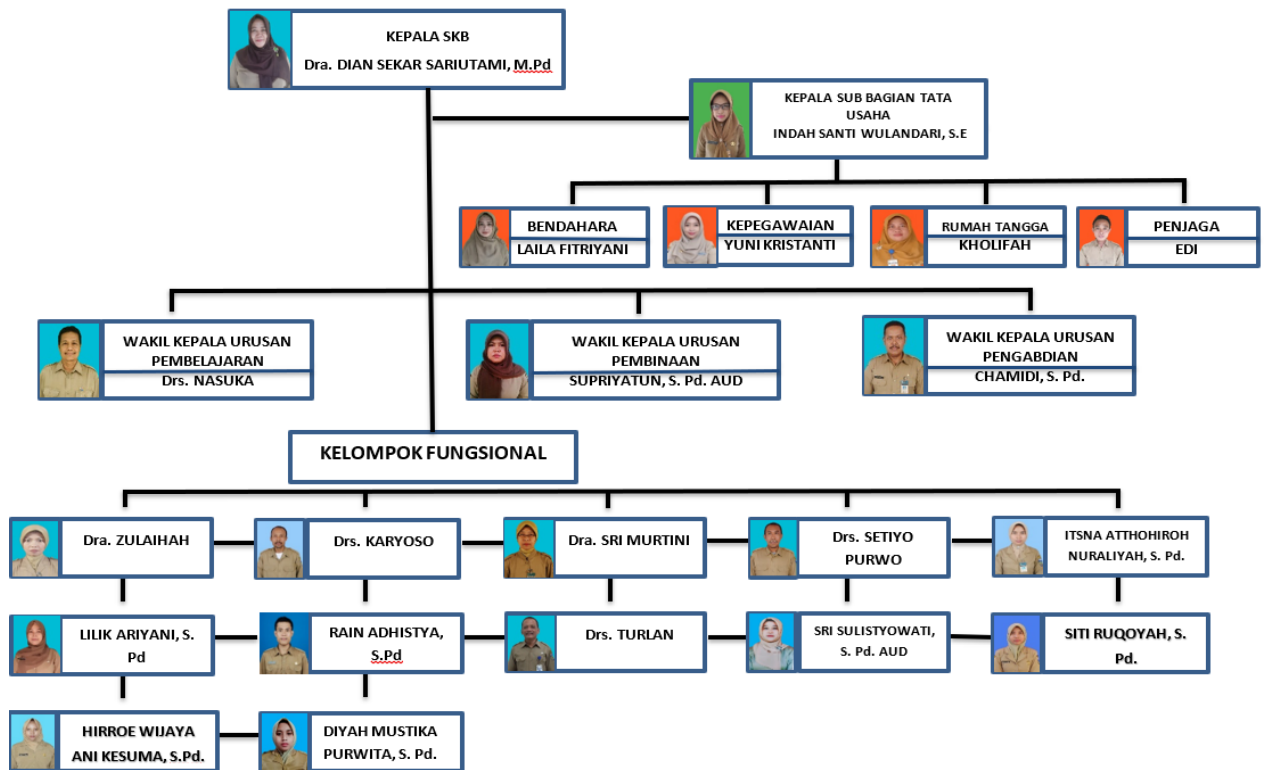 KEPALA SKB
Dra. DIAN SEKAR SARIUTAMI, M.Pd
KEPALA SUB BAGIAN TATA
USAHA
INDAH SANTI WULANDARI, S.E
BENDAHARA
LAILA FITRIYANI
KEPEGAWAIAN
YUNI KRISTANTI
RUMAH TANGGA
KHOLIFAH
PENJAGA
EDI
WAKIL KEPALA URUSAN
PEMBELAJARAN
Drs. NASUKA
WAKIL KEPALA URUSAN
PEMBINAAN
SUPRIYATUN, S. Pd. AUD
WAKIL KEPALA URUSAN
PENGABDIAN
CHAMIDI, S. Pd.
KELOMPOK FUNGSIONAL
Dra. ZULAIHAH
Drs. KARYOSO
Dra. SRI MURTINI
Drs. SETIYO
PURWO
ITSNA ATTHOHIROH
NURALIYAH, S. Pd.
LILIK ARIYANI, S.
Pd
RAIN ADHISTYA,
S.Pd
Drs. TURLAN
SRI SULISTYOWATI,
S. Pd. AUD
SITI RUQOYAH, S.
Pd.
HIRROE WIJAYA
ANI KESUMA, S.Pd.
DIYAH MUSTIKA
PURWITA, S. Pd.